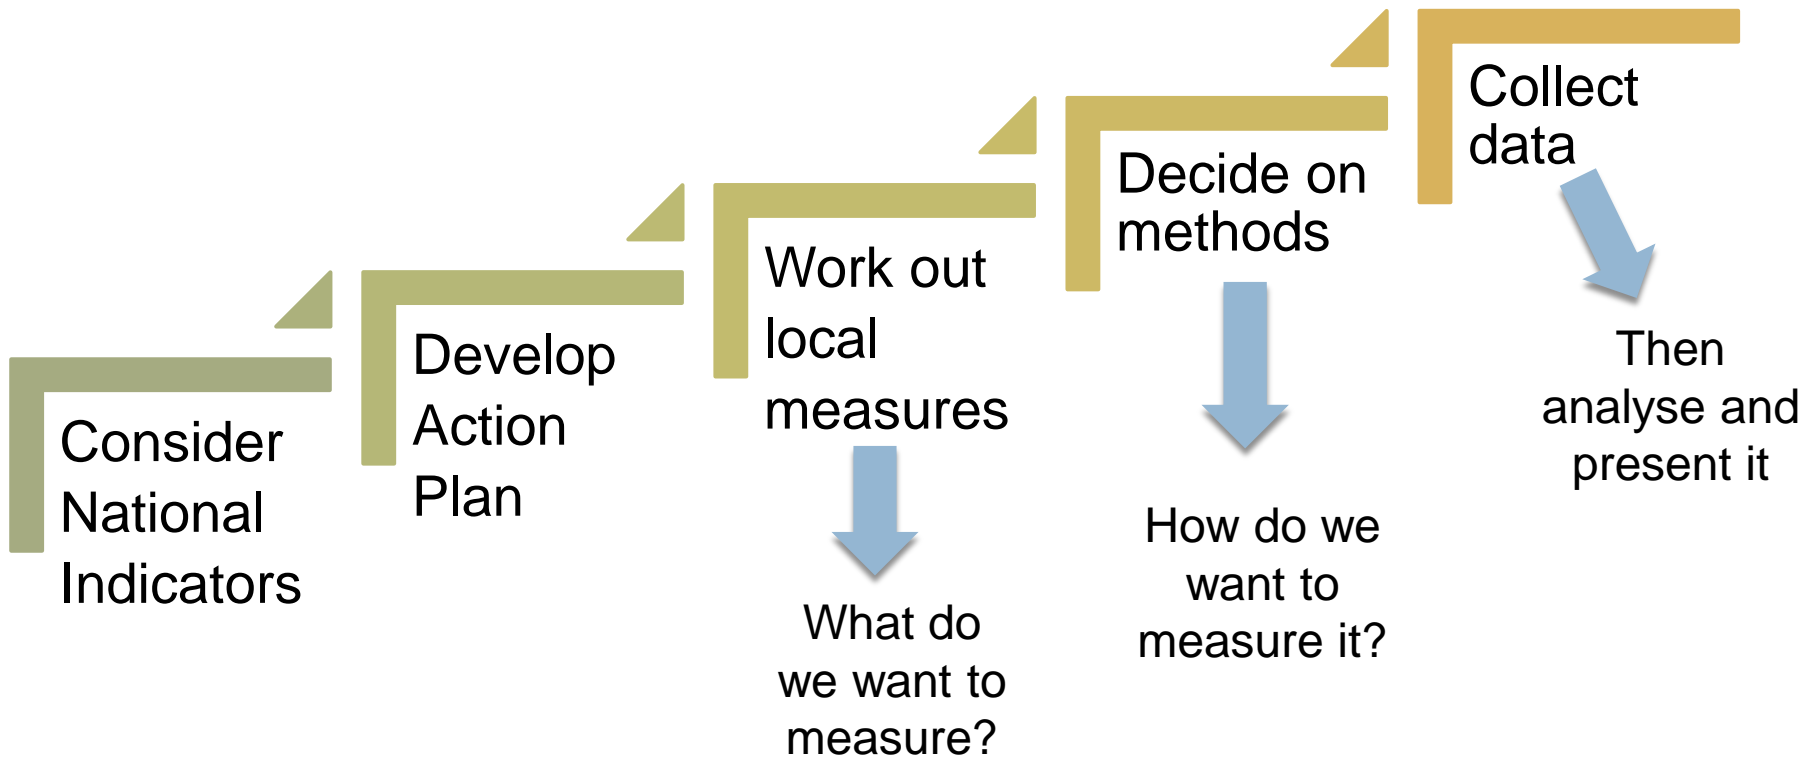 Consider
National
Indicators
Develop
Action
Plan
Work out
local
measures
What do
we want to
measure?
Decide on
methods
How do we
want to
measure it?
Collect
data
Then
analyse and
present it